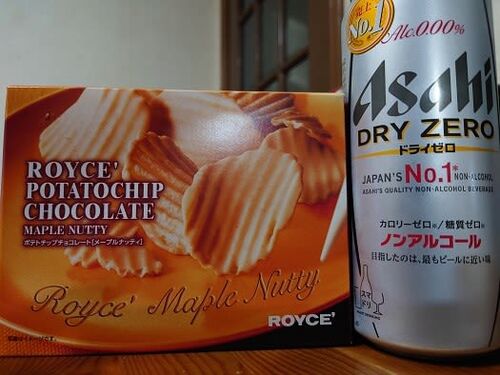 ROYCE'
POTATOCHIP
CHOCOLATE
MAPLE NUTTY
ポテトチップチョコレート[メープルナッティ]
Royce' Maple Nutty
ROYCE'
No.1
Alc.0.00%
Asahi
DRY ZERO
ドライゼロ
JAPAN'S No.1* NON-ALCOHOL
ASAHI'S QUALITY NON-ALCOHOL BEVERAGE
カロリーゼロ※/糖質ゼロ※
ノンアルコール
目指したのは、最もビールに近い味
スマ
ドリ